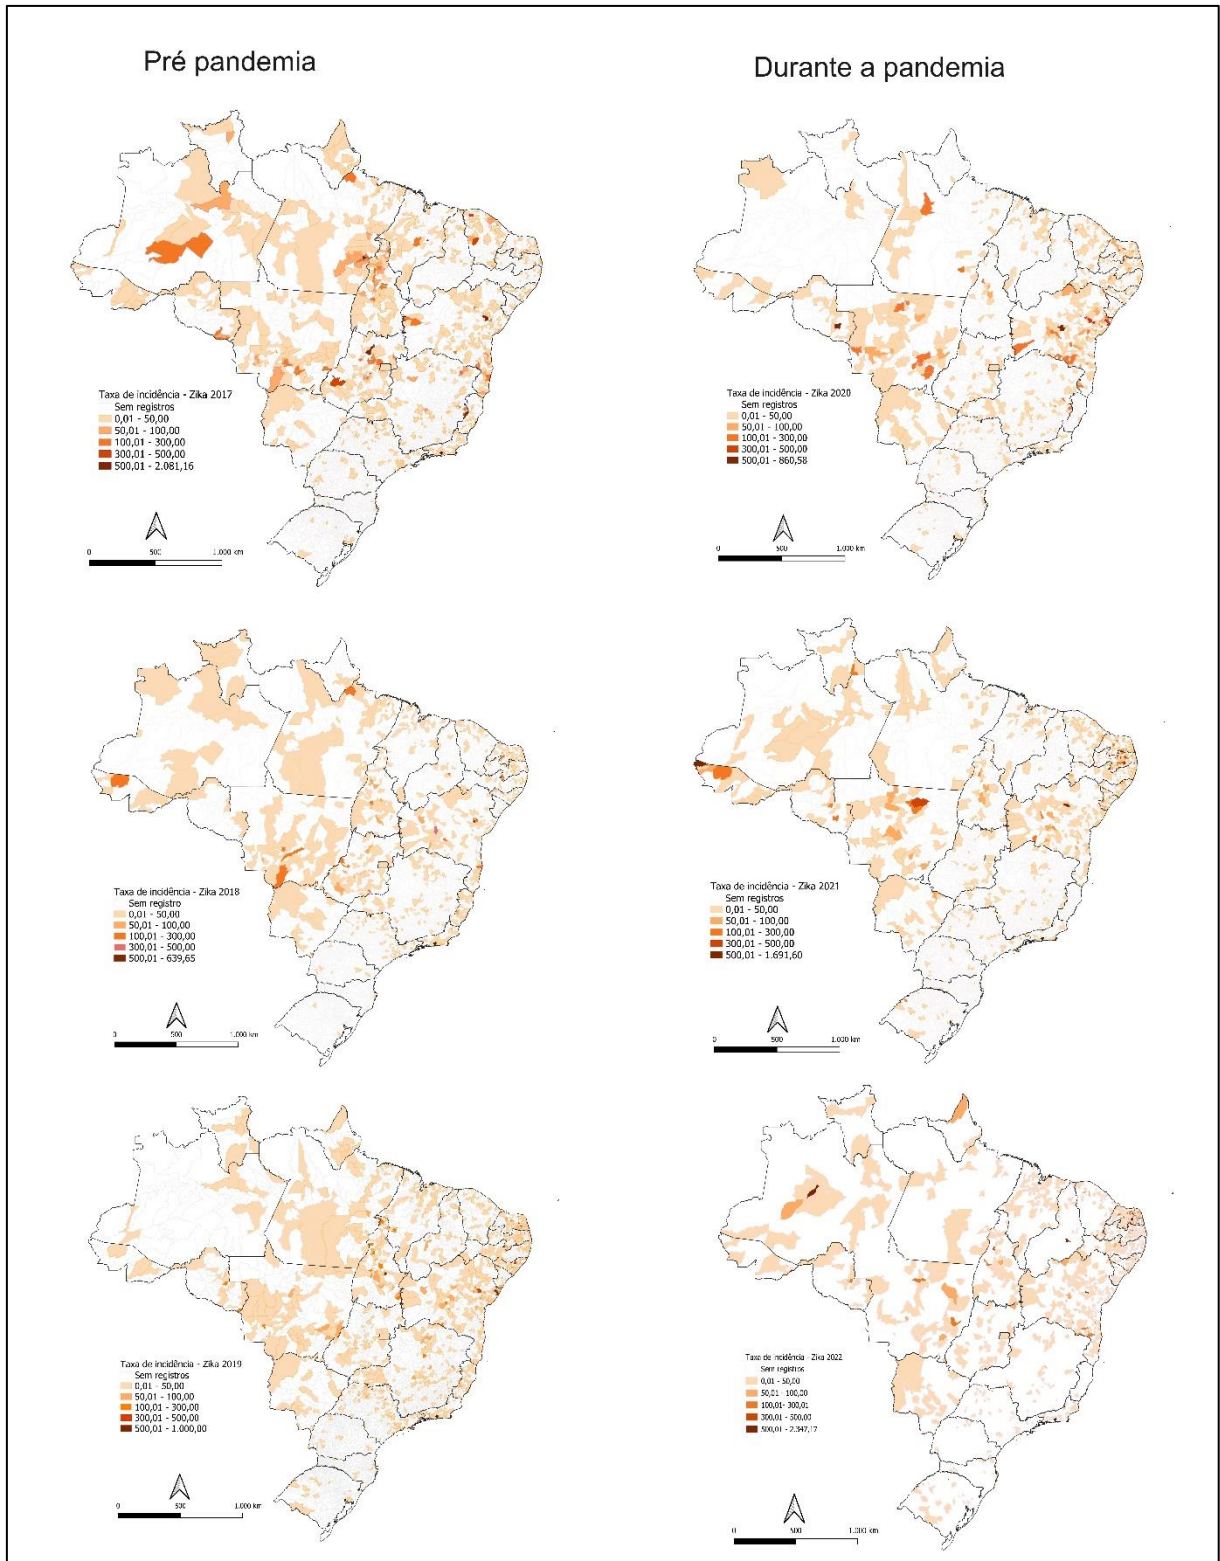 Pré pandemia
Durante a pandemia
Taxa de incidência - Zika 2017
Sem registros
0,01 - 50,00
50,01 - 100,00
100,01 - 300,00
300,01 - 500,00
500,01 - 2.081,16
0 500 1.000 km
Taxa de incidência - Zika 2020
Sem registros
0,01 - 50,00
50,01 - 100,00
100,01 - 300,00
300,01 - 500,00
500,01 - 860,58
0 500 1.000 km
Taxa de incidência - Zika 2018
Sem registro
0,01 - 50,00
50,01 - 100,00
100,01 - 300,00
300,01 - 500,00
500,01 - 639,65
0 500 1.000 km
Taxa de incidência - Zika 2021
Sem registros
0,01 - 50,00
50,01 - 100,00
100,01 - 300,00
300,01 - 500,00
500,01 - 1.691,60
0 500 1.000 km
Taxa de incidência - Zika 2019
Sem registros
0,01 - 50,00
50,01 - 100,00
100,01 - 300,00
300,01 - 500,00
500,01 - 1.000,00
0 500 1.000 km
Taxa de incidência - Zika 2022
Sem registros
0,01 - 50,00
50,01 - 100,00
100,01- 300,01
300,01 - 500,00
500,01 - 2.347,17
0 500 1.000 km